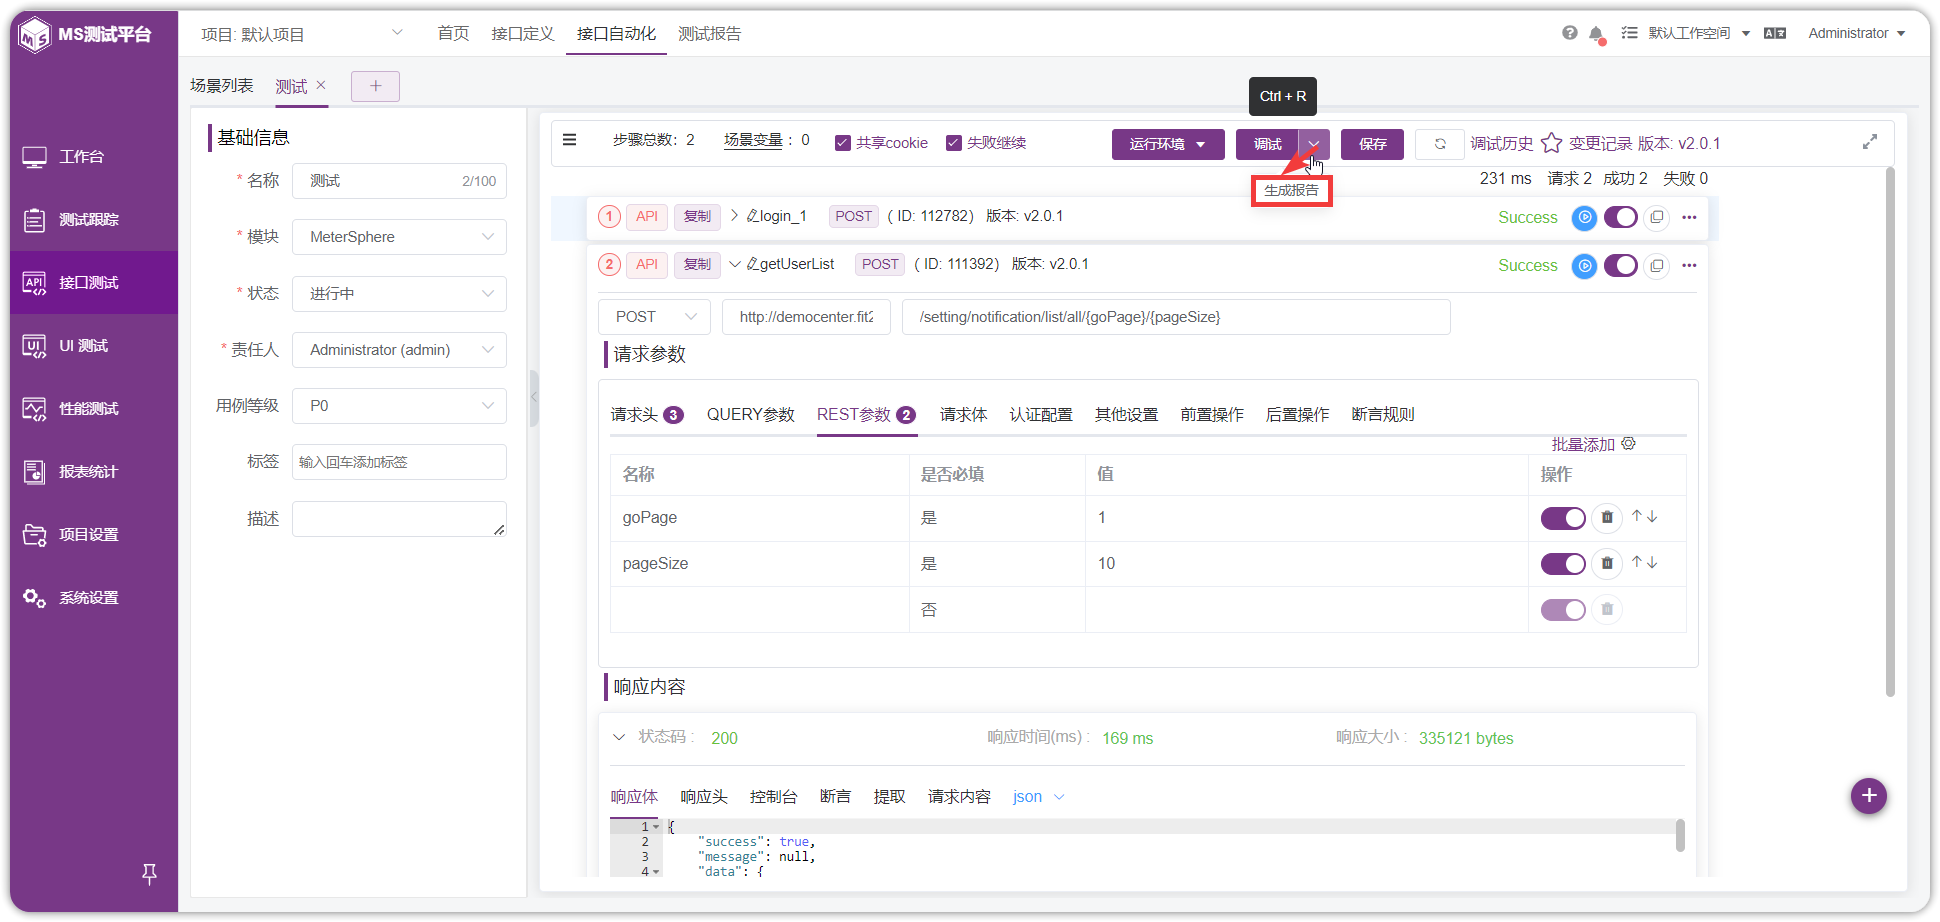 MS测试平台
项目: 默认项目
首页
接口定义
接口自动化
测试报告
默认工作空间
Administrator
场景列表
测试
Ctrl + R
工作台
测试跟踪
接口测试
UI 测试
性能测试
报表统计
项目设置
系统设置
基础信息
* 名称 测试 2/100
* 模块 MeterSphere
* 状态 进行中
* 责任人 Administrator (admin)
用例等级 P0
标签 输入回车添加标签
描述
步骤总数: 2 场景变量 : 0 共享cookie 失败继续 运行环境 调试 保存 调试历史 变更记录 版本: v2.0.1
生成报告
231 ms 请求 2 成功 2 失败 0
1 API 复制 login_1 POST ( ID: 112782) 版本: v2.0.1 Success
2 API 复制 getUserList POST ( ID: 111392) 版本: v2.0.1 Success
POST http://democenter.fit2 /setting/notification/list/all/{goPage}/{pageSize}
请求参数
请求头 3 QUERY参数 REST参数 2 请求体 认证配置 其他设置 前置操作 后置操作 断言规则
批量添加
名称 是否必填 值 操作
goPage 是 1
pageSize 是 10
否
响应内容
状态码 : 200 响应时间(ms) : 169 ms 响应大小 : 335121 bytes
响应体 响应头 控制台 断言 提取 请求内容 json
1 {
2 "success": true,
3 "message": null,
4 "data": {